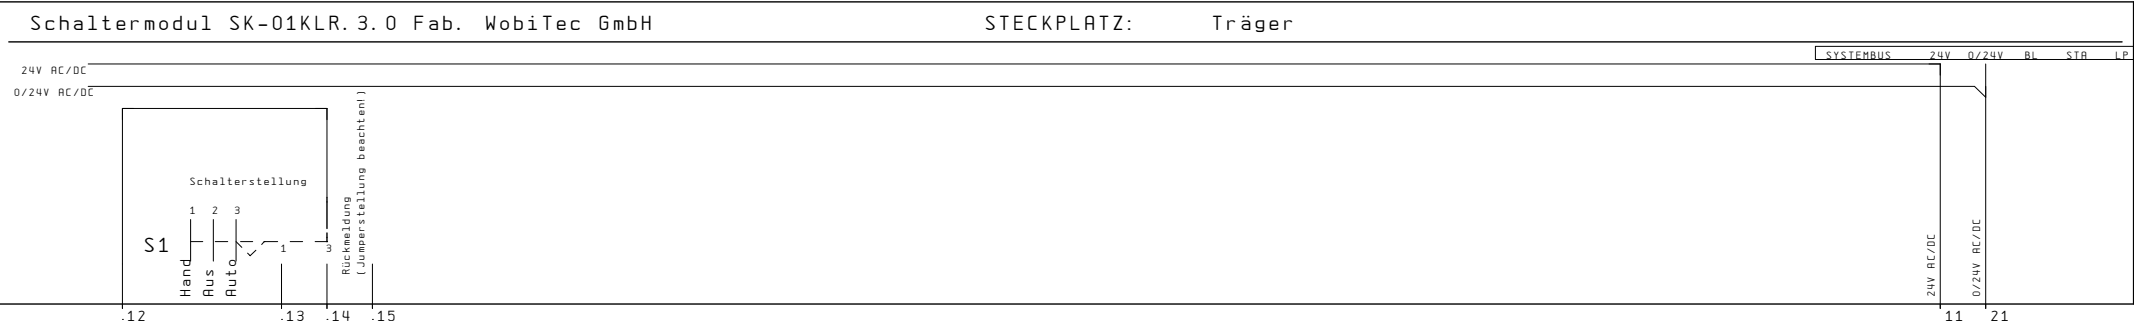 Schaltermodul SK-01KLR.3.0 Fab. WobiTec GmbH STECKPLATZ: Träger
SYSTEMBUS 24V 0/24V BL STA LP
24V AC/DC
0/24V AC/DC
Schalterstellung
1 2 3
S1
1 3
Hand
Aus
Auto
Rückmeldung
(Jumperstellung beachten!)
24V AC/DC
0/24V AC/DC
.12 .13 .14 .15 11 21